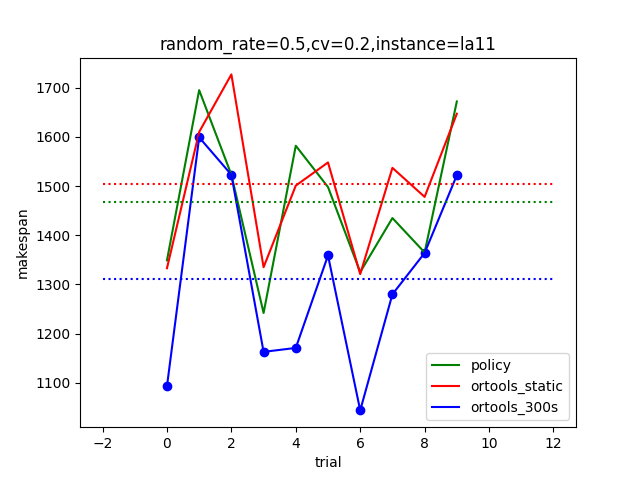 random_rate=0.5,cv=0.2,instance=la11
1700
1600
1500
1400
1300
1200
1100
makespan
policy
ortools_static
ortools_300s
−2 0 2 4 6 8 10 12
trial